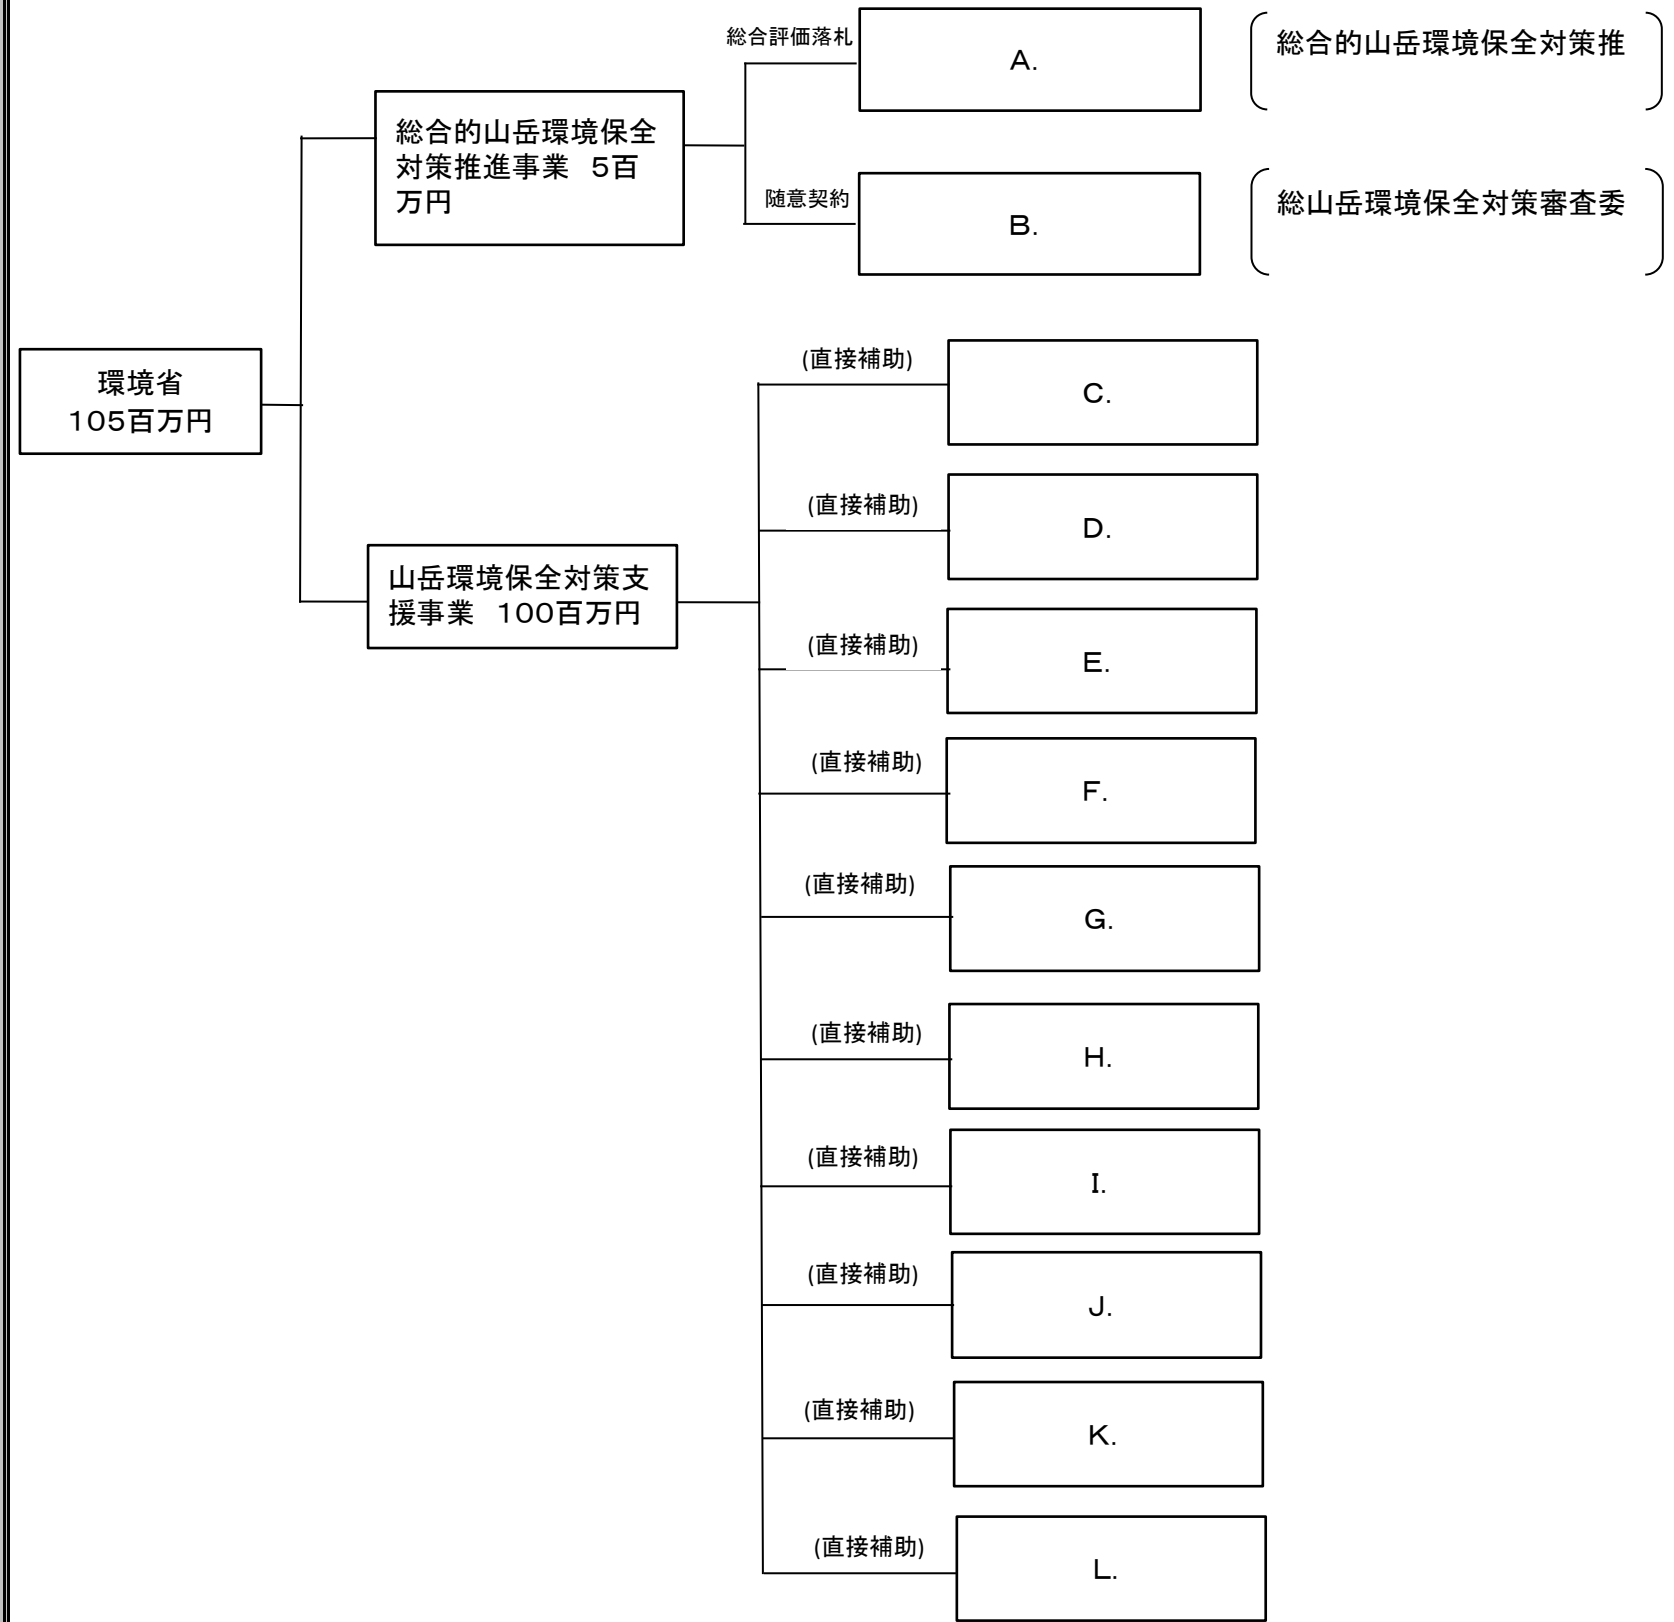 総合評価落札
A.
総合的山岳環境保全対策推
総合的山岳環境保全
対策推進事業　5百
万円
随意契約
B.
総山岳環境保全対策審査委
環境省
105百万円
(直接補助)
C.
(直接補助)
D.
山岳環境保全対策支
援事業　100百万円
(直接補助)
E.
(直接補助)
F.
(直接補助)
G.
(直接補助)
H.
(直接補助)
I.
(直接補助)
J.
(直接補助)
K.
(直接補助)
L.